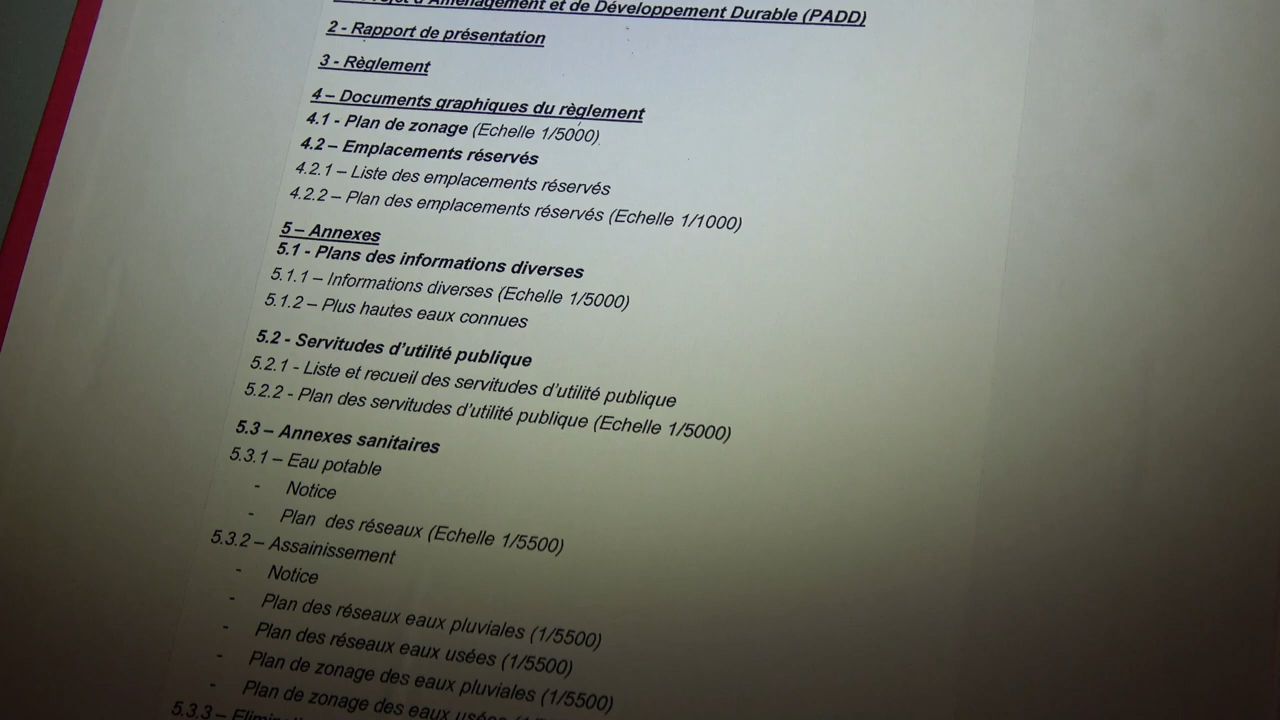 d'Aménagement et de Développement Durable (PADD)
2 - Rapport de présentation
3 - Règlement
4 – Documents graphiques du règlement
4.1 - Plan de zonage (Echelle 1/5000)
4.2 – Emplacements réservés
4.2.1 – Liste des emplacements réservés
4.2.2 – Plan des emplacements réservés (Echelle 1/1000)
5 – Annexes
5.1 - Plans des informations diverses
5.1.1 – Informations diverses (Echelle 1/5000)
5.1.2 – Plus hautes eaux connues
5.2 - Servitudes d'utilité publique
5.2.1 - Liste et recueil des servitudes d'utilité publique
5.2.2 - Plan des servitudes d'utilité publique (Echelle 1/5000)
5.3 – Annexes sanitaires
5.3.1 – Eau potable
- Notice
- Plan des réseaux (Echelle 1/5500)
5.3.2 – Assainissement
- Notice
- Plan des réseaux eaux pluviales (1/5500)
- Plan des réseaux eaux usées (1/5500)
- Plan de zonage des eaux pluviales (1/5500)
- Plan de zonage des eaux usées
5.3.3 –